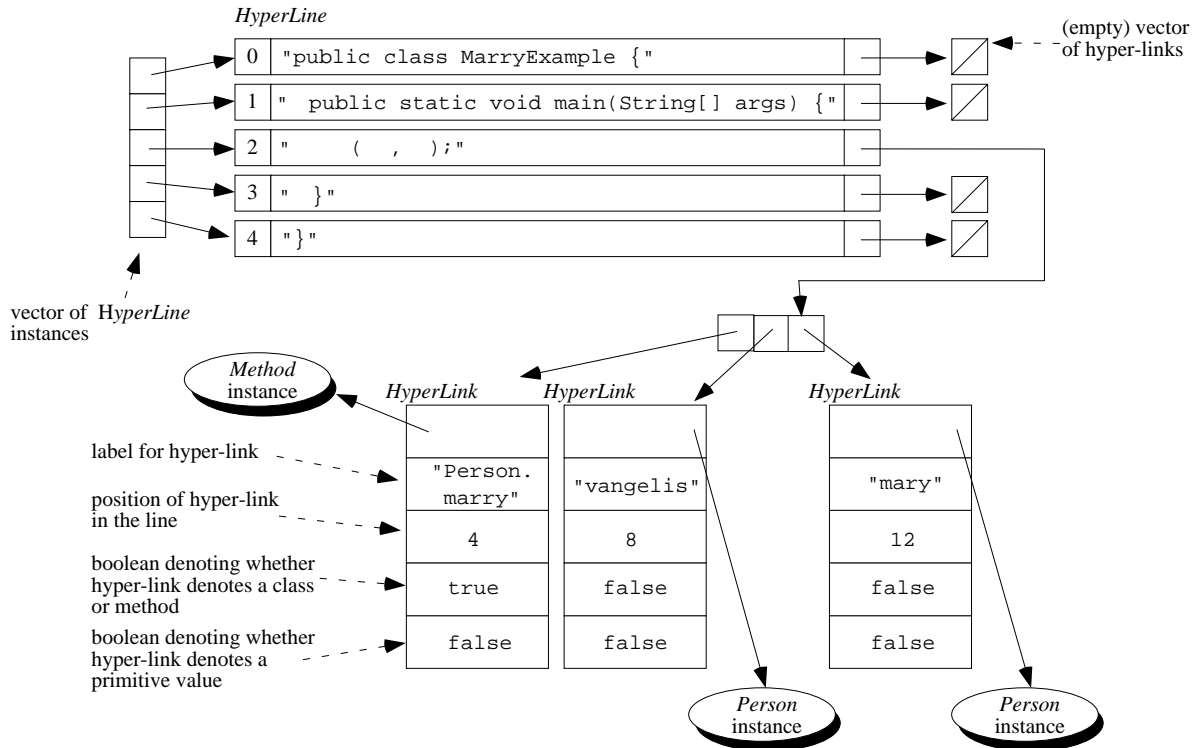 HyperLine
(empty) vector
of hyper-links
0 "public class MarryExample {"
1 "  public static void main(String[] args) {"
2 "     (  ,  );"
3 "  }"
4 "}"
vector of HyperLine
instances
Method
instance
HyperLink
HyperLink
HyperLink
label for hyper-link
"Person.
marry"
"vangelis"
"mary"
position of hyper-link
in the line
4
8
12
boolean denoting whether
hyper-link denotes a class
or method
true
false
false
boolean denoting whether
hyper-link denotes a
primitive value
false
false
false
Person
instance
Person
instance